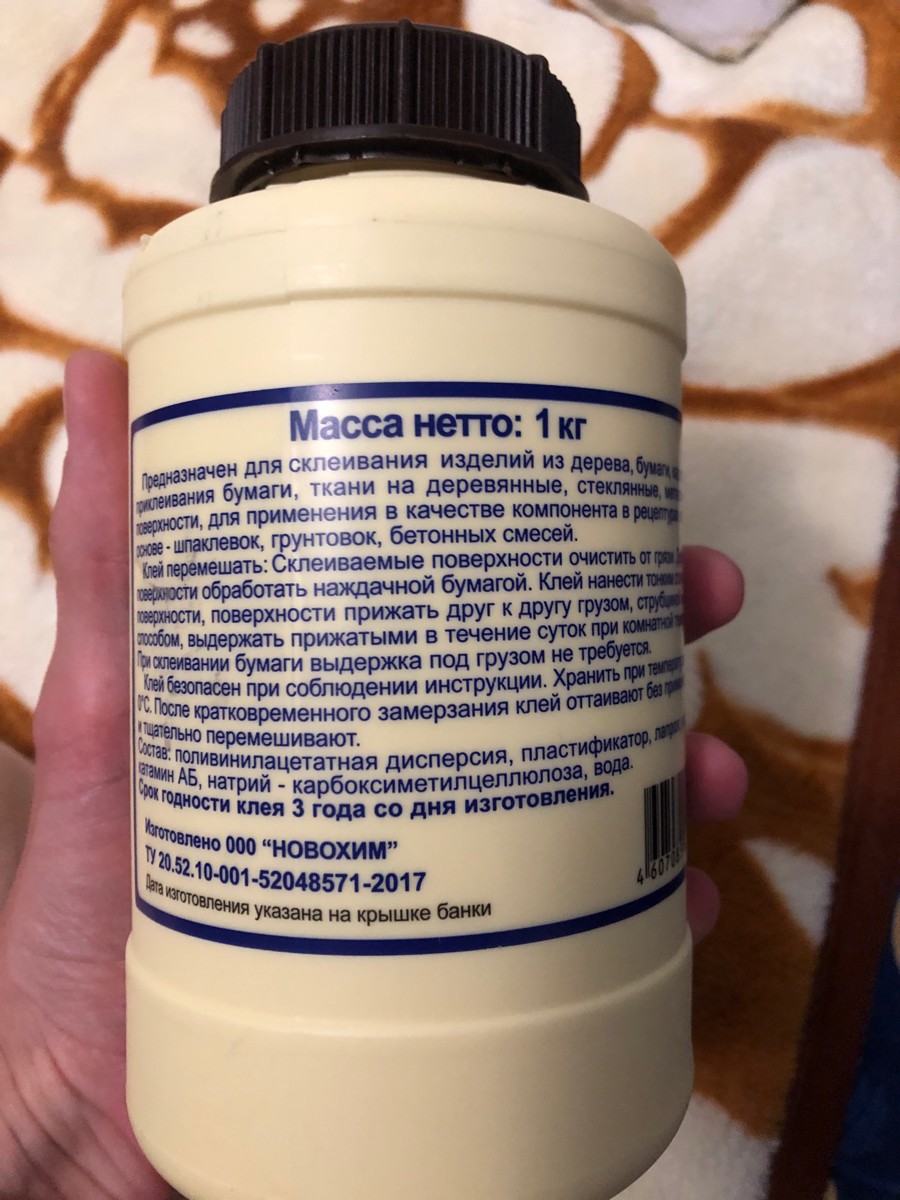 Масса нетто: 1 кг
Предназначен для склеивания изделий из дерева, бумаги,
приклеивания бумаги, ткани на деревянные, стеклянные,
поверхности, для применения в качестве компонента в
основе - шпаклевок, грунтовок, бетонных смесей.
Клей перемешать: Склеиваемые поверхности очистить от грязи.
поверхности обработать наждачной бумагой. Клей нанести тонким
поверхности, поверхности прижать друг к другу грузом,
способом, выдержать прижатыми в течение суток при комнатной
При склеивании бумаги выдержка под грузом не требуется.
Клей безопасен при соблюдении инструкции. Хранить при
0°С. После кратковременного замерзания клей оттаивают без
и тщательно перемешивают.
Состав: поливинилацетатная дисперсия, пластификатор,
катамин АБ, натрий - карбоксиметилцеллюлоза, вода.
Срок годности клея 3 года со дня изготовления.
Изготовлено ООО “НОВОХИМ”
ТУ 20.52.10-001-52048571-2017
Дата изготовления указана на крышке банки